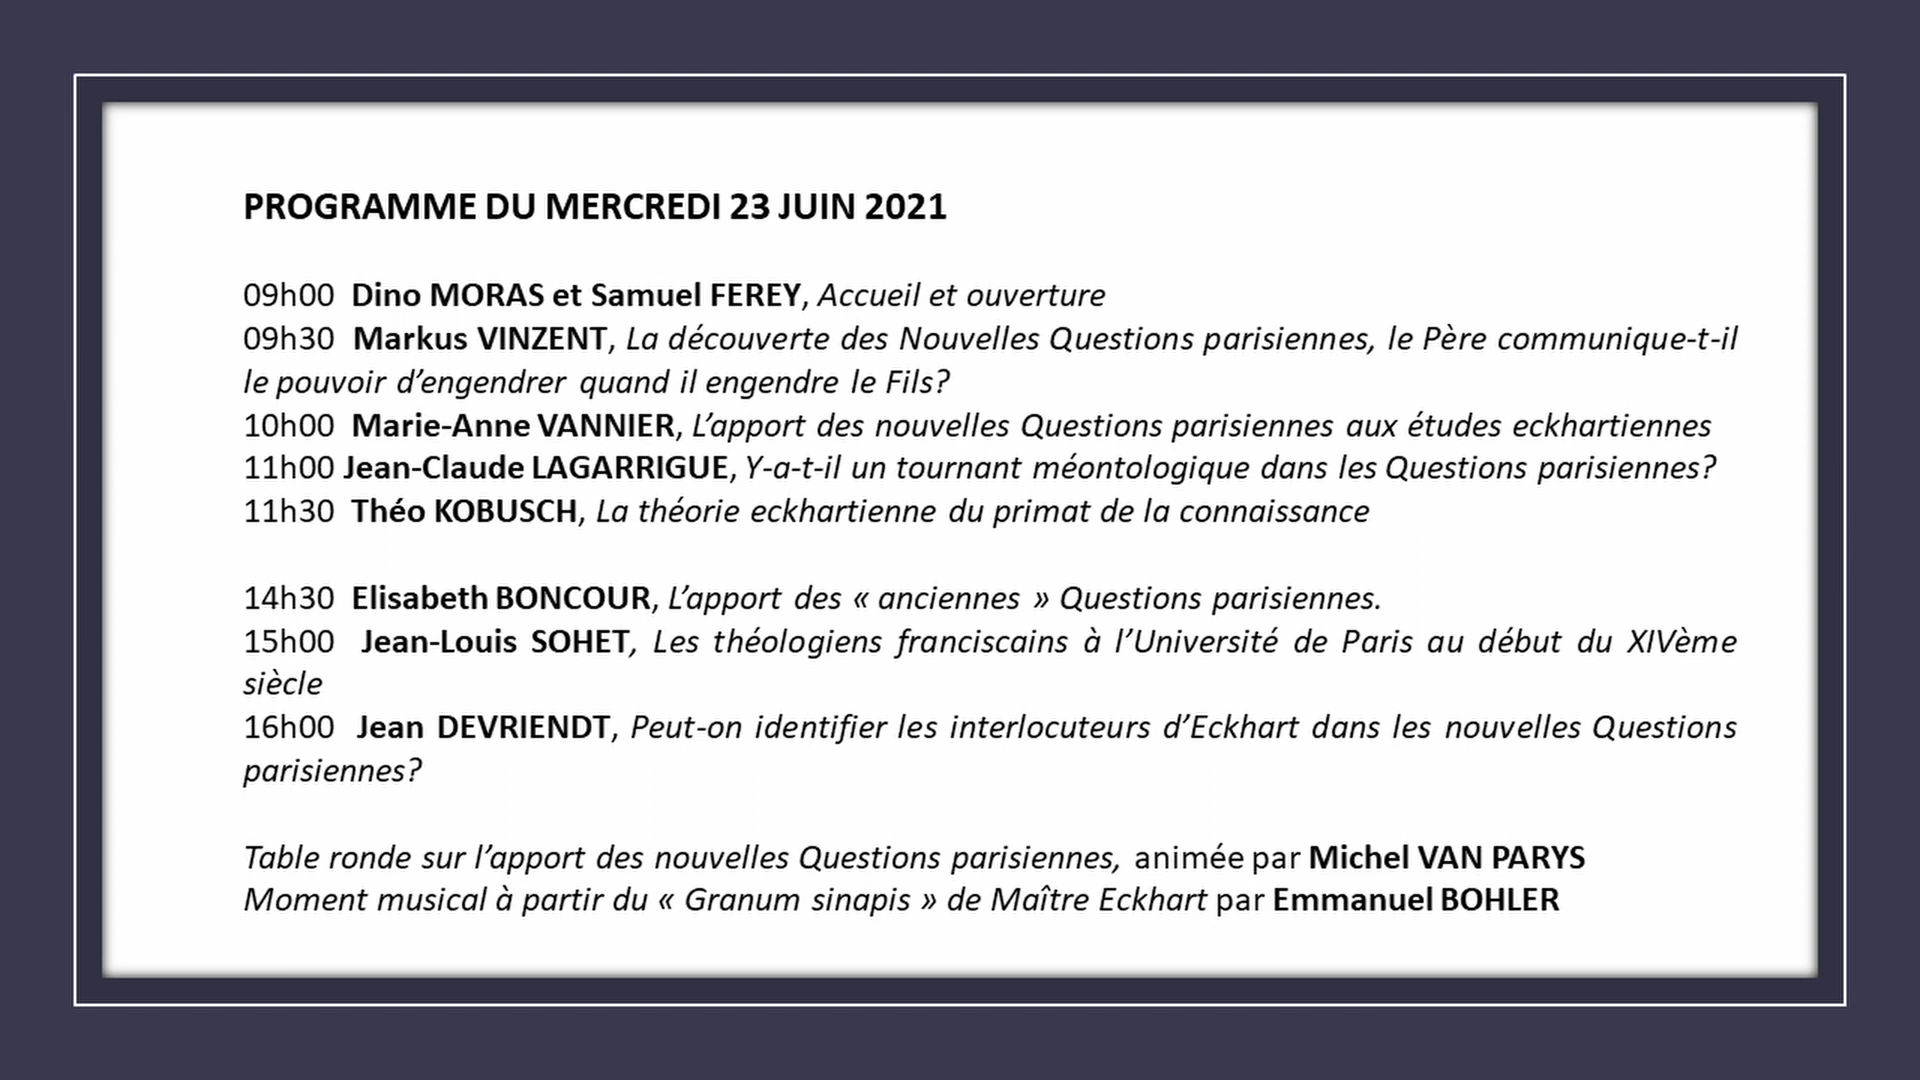 PROGRAMME DU MERCREDI 23 JUIN 2021
09h00 Dino MORAS et Samuel FEREY, Accueil et ouverture
09h30 Markus VINZENT, La découverte des Nouvelles Questions parisiennes, le Père communique-t-il
le pouvoir d’engendrer quand il engendre le Fils?
10h00 Marie-Anne VANNIER, L’apport des nouvelles Questions parisiennes aux études eckhartiennes
11h00 Jean-Claude LAGARRIGUE, Y-a-t-il un tournant méontologique dans les Questions parisiennes?
11h30 Théo KOBUSCH, La théorie eckhartienne du primat de la connaissance
14h30 Elisabeth BONCOUR, L’apport des « anciennes » Questions parisiennes.
15h00 Jean-Louis SOHET, Les théologiens franciscains à l’Université de Paris au début du XIVème
siècle
16h00 Jean DEVRIENDT, Peut-on identifier les interlocuteurs d’Eckhart dans les nouvelles Questions
parisiennes?
Table ronde sur l’apport des nouvelles Questions parisiennes, animée par Michel VAN PARYS
Moment musical à partir du « Granum sinapis » de Maître Eckhart par Emmanuel BOHLER